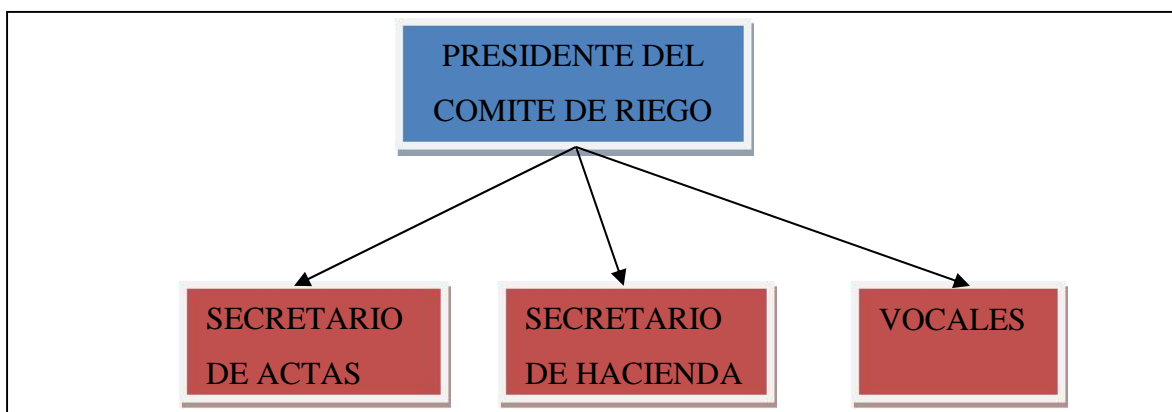 PRESIDENTE DEL
COMITE DE RIEGO
SECRETARIO
DE ACTAS
SECRETARIO
DE HACIENDA
VOCALES